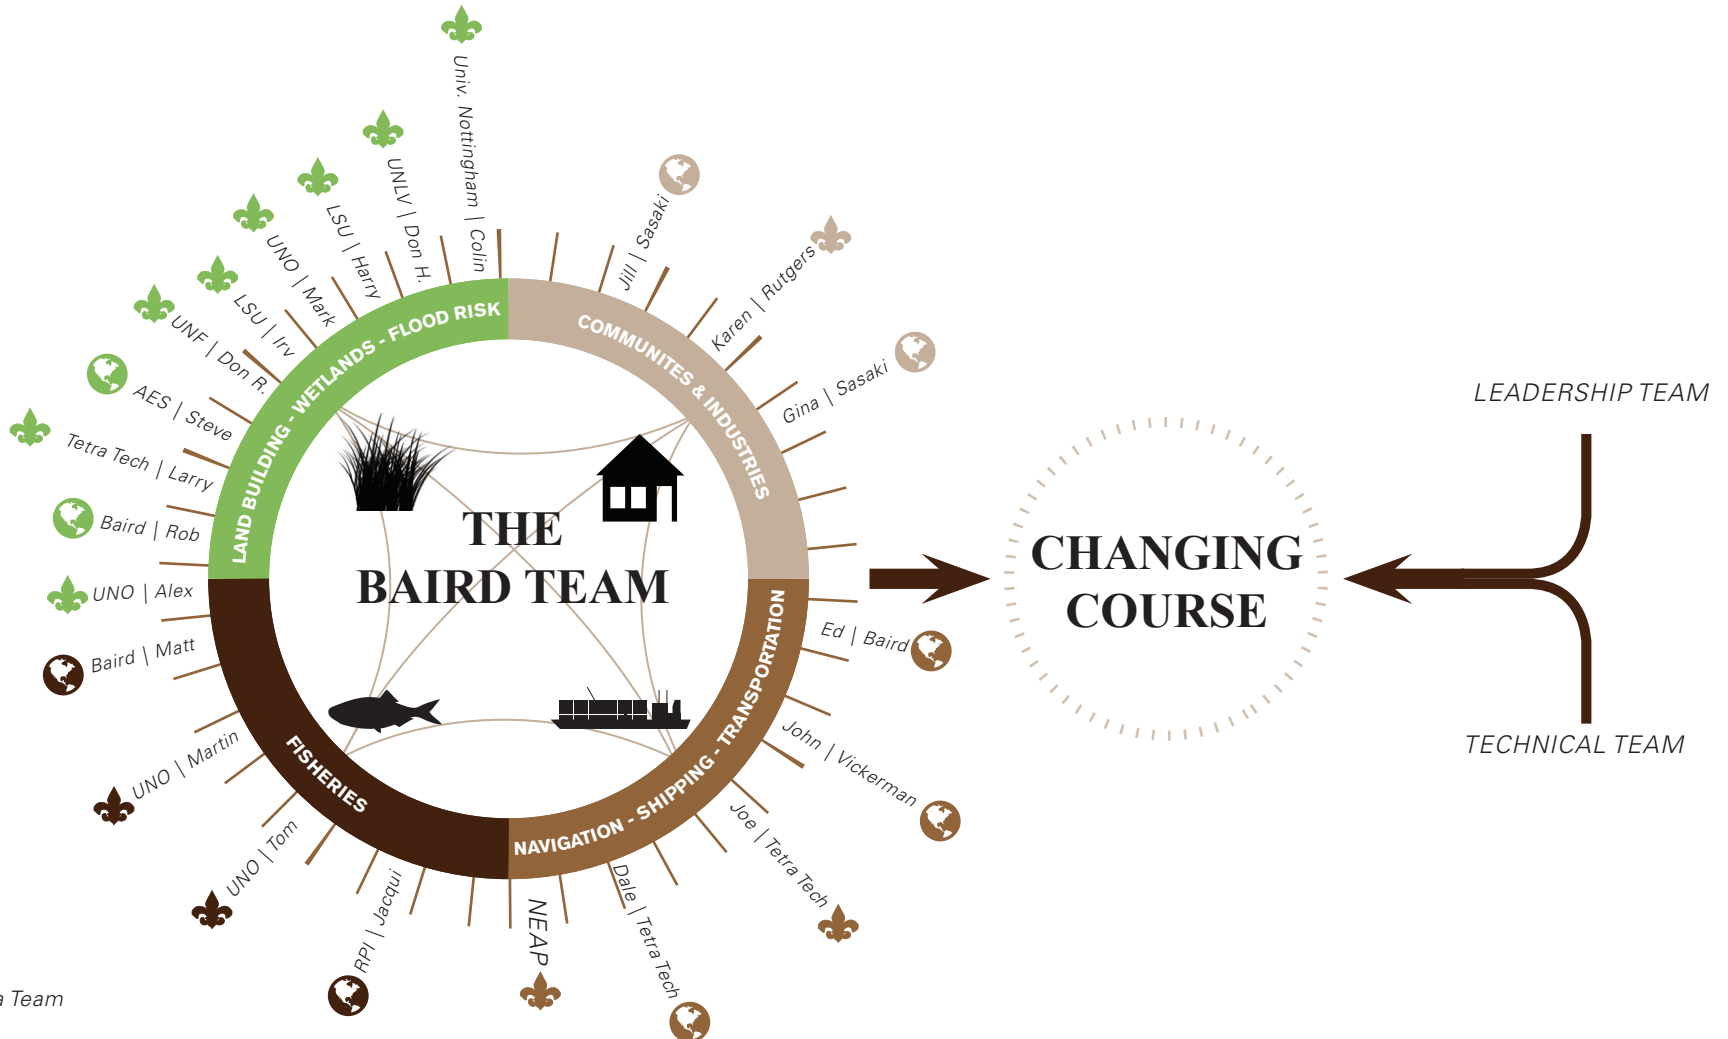 Univ. Nottingham | Colin
UNLV | Don H.
LSU | Harry
UNO | Mark
LSU | Irv
UNF | Don R.
AES | Steve
Tetra Tech | Larry
Baird | Rob
UNO | Alex
Baird | Matt
UNO | Martin
UNO | Tom
RPI | Jacqui
NEAP
Dale | Tetra Tech
Joe | Tetra Tech
John | Vickerman
Ed | Baird
Gina | Sasaki
Karen | Rutgers
Jill | Sasaki
LAND BUILDING - WETLANDS - FLOOD RISK
COMMUNITES & INDUSTRIES
NAVIGATION - SHIPPING - TRANSPORTATION
FISHERIES
THE
BAIRD TEAM
CHANGING
COURSE
LEADERSHIP TEAM
TECHNICAL TEAM
a Team